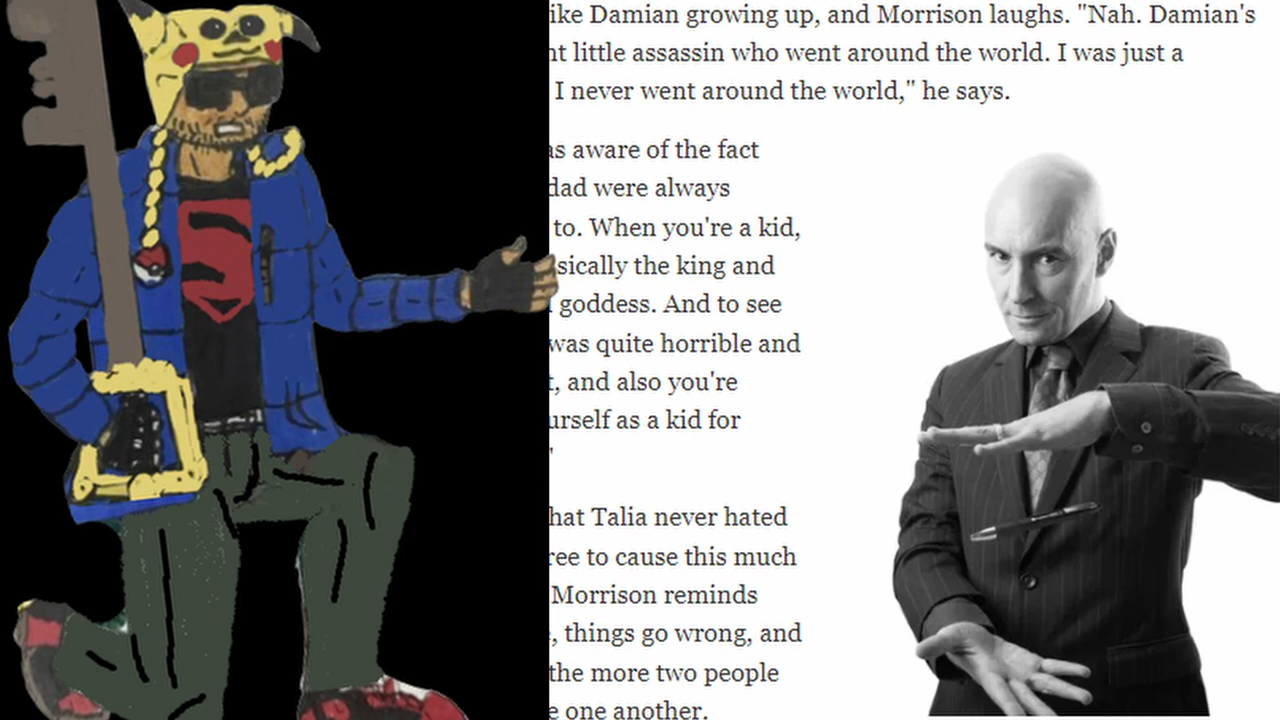 ike Damian growing up, and Morrison laughs. "Nah. Damian's
nt little assassin who went around the world. I was just a
I never went around the world," he says.
as aware of the fact
dad were always
to. When you're a kid,
sically the king and
goddess. And to see
was quite horrible and
t, and also you're
urself as a kid for
"
hat Talia never hated
ree to cause this much
Morrison reminds
, things go wrong, and
the more two people
e one another.